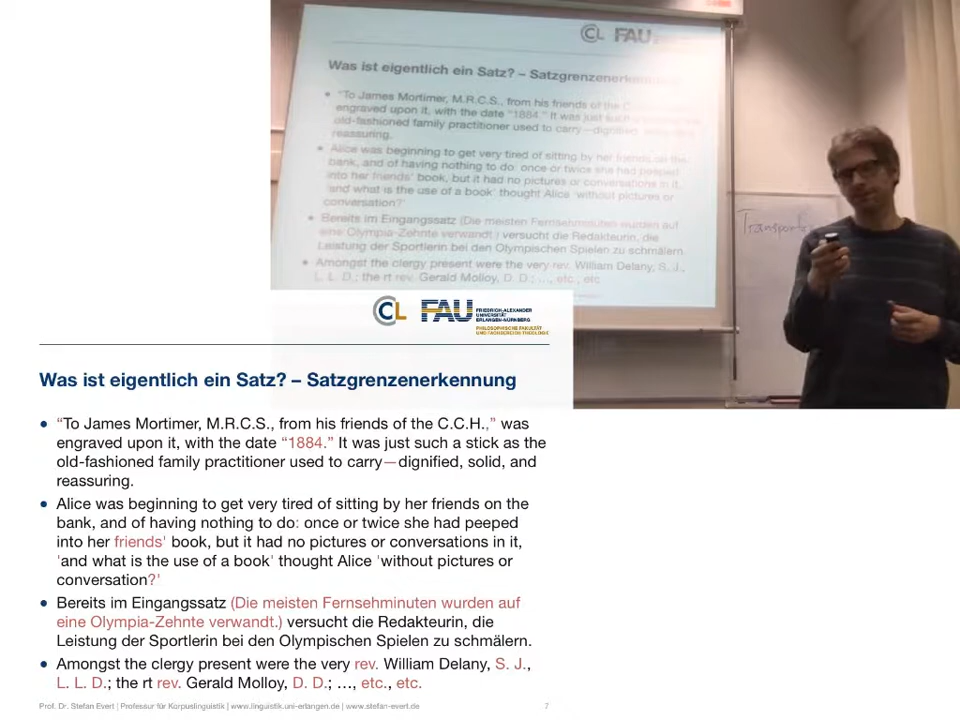 CL FAU
Was ist eigentlich ein Satz? – Satzgrenzenerkennung
• “To James Mortimer, M.R.C.S., from his friends of the C.
engraved upon it, with the date “1884.” It was just such
old-fashioned family practitioner used to carry—dignified,
reassuring.
• Alice was beginning to get very tired of sitting by her friends on the
bank, and of having nothing to do: once or twice she had peeped
into her friends' book, but it had no pictures or conversations in it,
'and what is the use of a book' thought Alice 'without pictures or
conversation?'
• Bereits im Eingangssatz (Die meisten Fernsehminuten wurden auf
eine Olympia-Zehnte verwandt.) versucht die Redakteurin, die
Leistung der Sportlerin bei den Olympischen Spielen zu schmälern.
• Amongst the clergy present were the very rev. William Delany, S. J.,
L. L. D.; the rt rev. Gerald Molloy, D. D.; …, etc., etc.
Transport
CL FAU FRIEDRICH-ALEXANDER
UNIVERSITÄT
ERLANGEN-NÜRNBERG
PHILOSOPHISCHE FAKULTÄT
UND FACHBEREICH THEOLOGIE
Was ist eigentlich ein Satz? – Satzgrenzenerkennung
• “To James Mortimer, M.R.C.S., from his friends of the C.C.H.,” was
engraved upon it, with the date “1884.” It was just such a stick as the
old-fashioned family practitioner used to carry—dignified, solid, and
reassuring.
• Alice was beginning to get very tired of sitting by her friends on the
bank, and of having nothing to do: once or twice she had peeped
into her friends' book, but it had no pictures or conversations in it,
'and what is the use of a book' thought Alice 'without pictures or
conversation?'
• Bereits im Eingangssatz (Die meisten Fernsehminuten wurden auf
eine Olympia-Zehnte verwandt.) versucht die Redakteurin, die
Leistung der Sportlerin bei den Olympischen Spielen zu schmälern.
• Amongst the clergy present were the very rev. William Delany, S. J.,
L. L. D.; the rt rev. Gerald Molloy, D. D.; …, etc., etc.
Prof. Dr. Stefan Evert | Professur für Korpuslinguistik | www.linguistik.uni-erlangen.de | www.stefan-evert.de 7